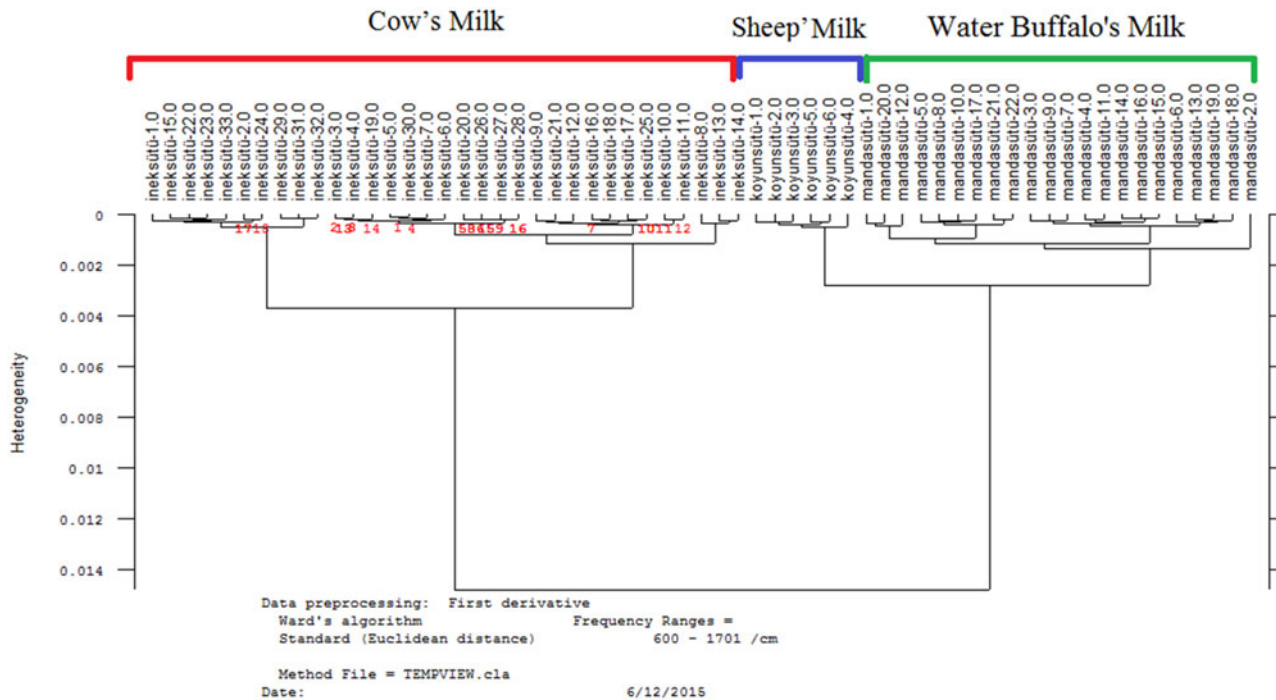 Cow's Milk
Sheep' Milk
Water Buffalo's Milk
ineksütü-1.0
ineksütü-15.0
ineksütü-22.0
ineksütü-23.0
ineksütü-33.0
ineksütü-2.0
ineksütü-24.0
ineksütü-29.0
ineksütü-31.0
ineksütü-32.0
ineksütü-3.0
ineksütü-4.0
ineksütü-19.0
ineksütü-5.0
ineksütü-30.0
ineksütü-7.0
ineksütü-6.0
ineksütü-20.0
ineksütü-26.0
ineksütü-27.0
ineksütü-28.0
ineksütü-9.0
ineksütü-21.0
ineksütü-12.0
ineksütü-16.0
ineksütü-18.0
ineksütü-17.0
ineksütü-25.0
ineksütü-10.0
ineksütü-11.0
ineksütü-8.0
ineksütü-13.0
ineksütü-14.0
koyunsütü-1.0
koyunsütü-2.0
koyunsütü-3.0
koyunsütü-5.0
koyunsütü-6.0
koyunsütü-4.0
mandasütü-1.0
mandasütü-20.0
mandasütü-12.0
mandasütü-5.0
mandasütü-8.0
mandasütü-10.0
mandasütü-17.0
mandasütü-21.0
mandasütü-22.0
mandasütü-3.0
mandasütü-9.0
mandasütü-7.0
mandasütü-4.0
mandasütü-11.0
mandasütü-14.0
mandasütü-16.0
mandasütü-15.0
mandasütü-6.0
mandasütü-13.0
mandasütü-19.0
mandasütü-18.0
mandasütü-2.0
14 1 4 16 7 12
Heterogeneity
0
0.002
0.004
0.006
0.008
0.01
0.012
0.014
Data preprocessing: First derivative
Ward's algorithm Frequency Ranges =
Standard (Euclidean distance) 600 - 1701 /cm
Method File = TEMPVIEW.cla
Date: 6/12/2015